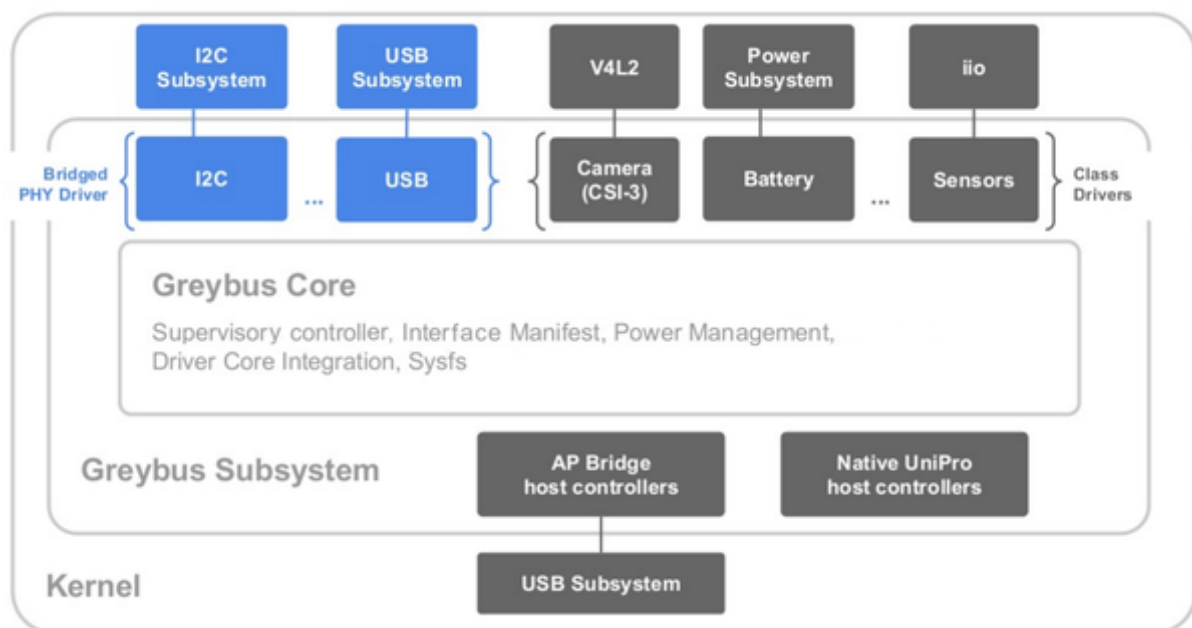 I2C
Subsystem
USB
Subsystem
V4L2
Power
Subsystem
iio
Bridged
PHY Driver
I2C
...
USB
Camera
(CSI-3)
Battery
...
Sensors
Class
Drivers
Greybus Core
Supervisory controller, Interface Manifest, Power Management,
Driver Core Integration, Sysfs
Greybus Subsystem
AP Bridge
host controllers
Native UniPro
host controllers
Kernel
USB Subsystem